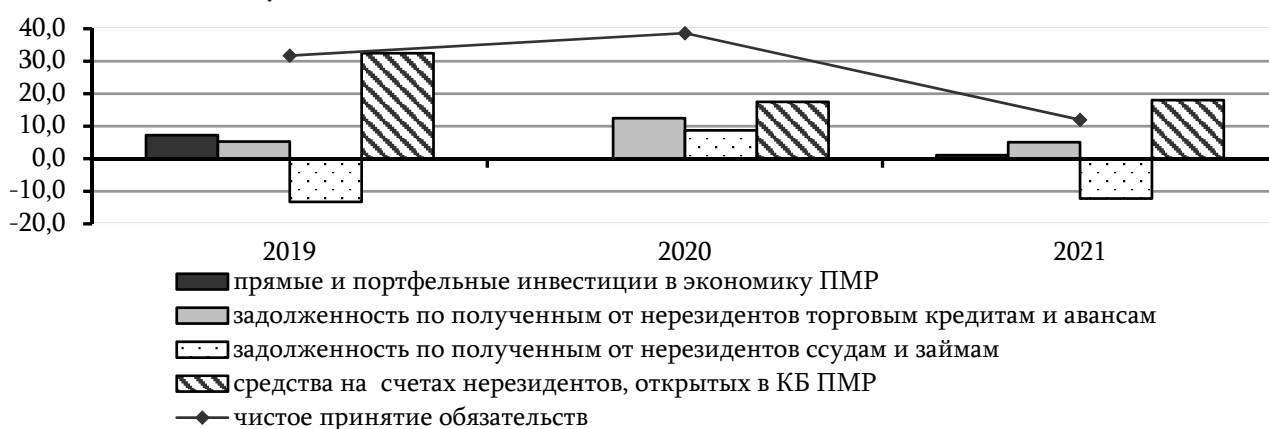 40,0
30,0
20,0
10,0
0,0
-10,0
-20,0
2019 2020 2021
прямые и портфельные инвестиции в экономику ПМР
задолженность по полученным от нерезидентов торговым кредитам и авансам
задолженность по полученным от нерезидентов ссудам и займам
средства на счетах нерезидентов, открытых в КБ ПМР
чистое принятие обязательств